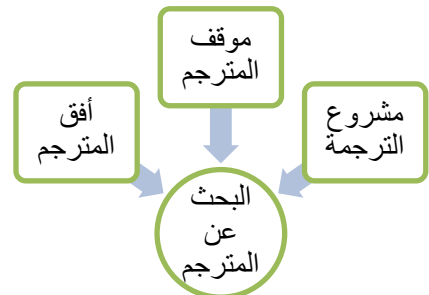 موقف
المترجم
مشروع
الترجمة
أفق
المترجم
البحث
عن
المترجم